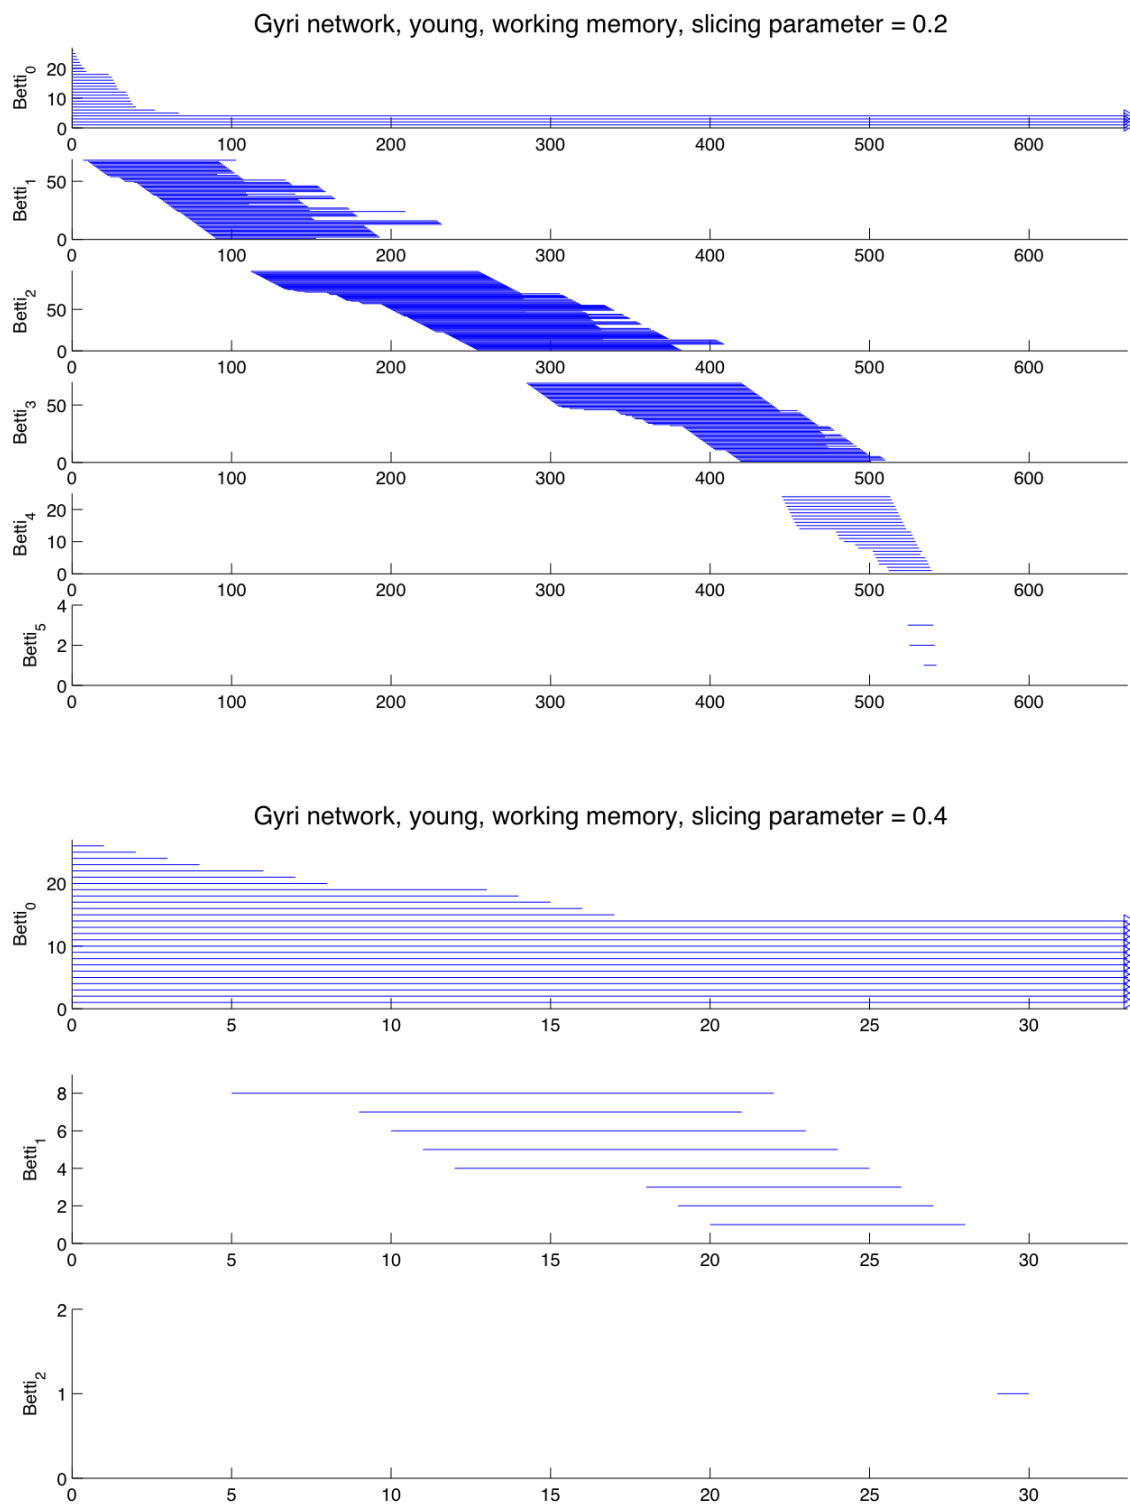 Gyri network, young, working memory, slicing parameter = 0.2
Betti0
20
10
0
0 100 200 300 400 500 600
Betti1
50
0
0 100 200 300 400 500 600
Betti2
50
0
0 100 200 300 400 500 600
Betti3
50
0
0 100 200 300 400 500 600
Betti4
20
10
0
0 100 200 300 400 500 600
Betti5
4
2
0
0 100 200 300 400 500 600
Gyri network, young, working memory, slicing parameter = 0.4
Betti0
20
10
0
0 5 10 15 20 25 30
Betti1
8
6
4
2
0
0 5 10 15 20 25 30
Betti2
2
1
0
0 5 10 15 20 25 30